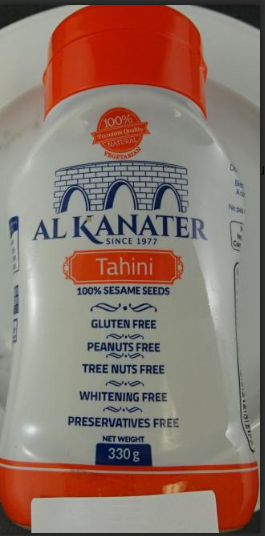 100%
Premium Quality
NATURAL
VEGETARIAN
AL KANATER
SINCE 1977
Tahini
100% SESAME SEEDS
GLUTEN FREE
PEANUTS FREE
TREE NUTS FREE
WHITENING FREE
PRESERVATIVES FREE
NET WEIGHT
330 g